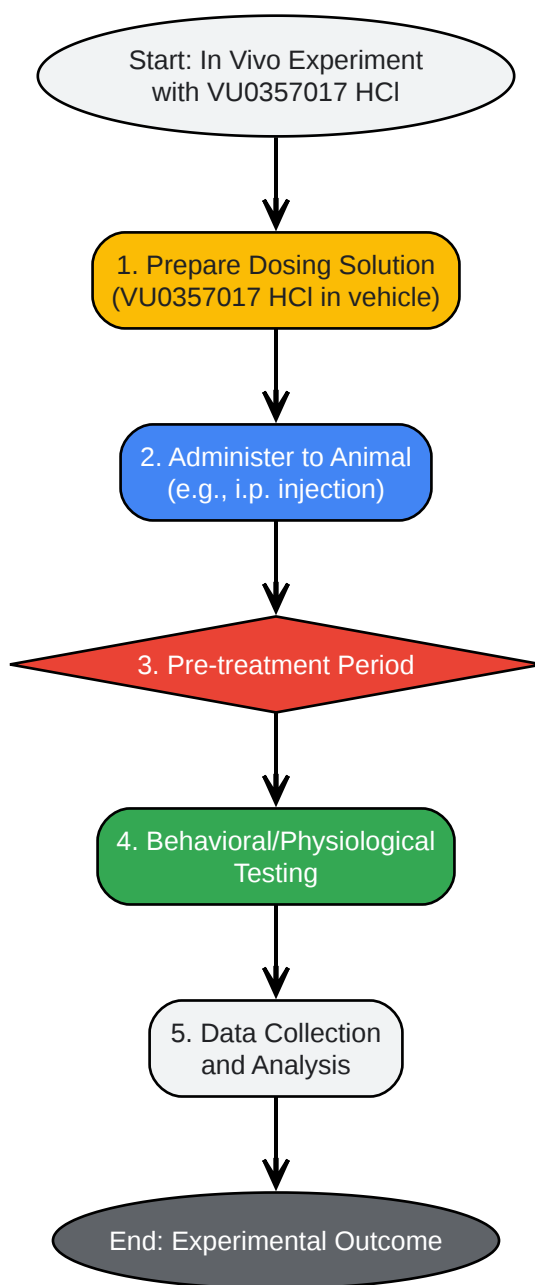 Start: In Vivo Experiment
with VU0357017 HCl
1. Prepare Dosing Solution
(VU0357017 HCl in vehicle)
2. Administer to Animal
(e.g., i.p. injection)
3. Pre-treatment Period
4. Behavioral/Physiological
Testing
5. Data Collection
and Analysis
End: Experimental Outcome